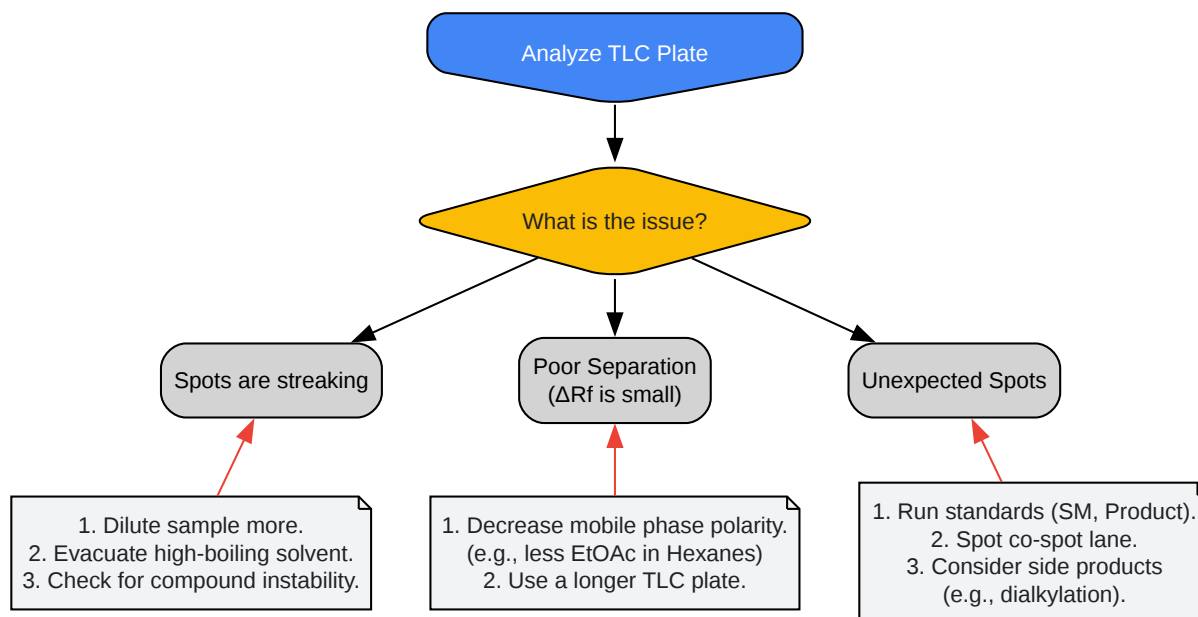 Analyze TLC Plate
What is the issue?
Spots are streaking
Poor Separation
(ΔRf is small)
Unexpected Spots
1. Dilute sample more.
2. Evacuate high-boiling solvent.
3. Check for compound instability.
1. Decrease mobile phase polarity.
(e.g., less EtOAc in Hexanes)
2. Use a longer TLC plate.
1. Run standards (SM, Product).
2. Spot co-spot lane.
3. Consider side products
(e.g., dialkylation).